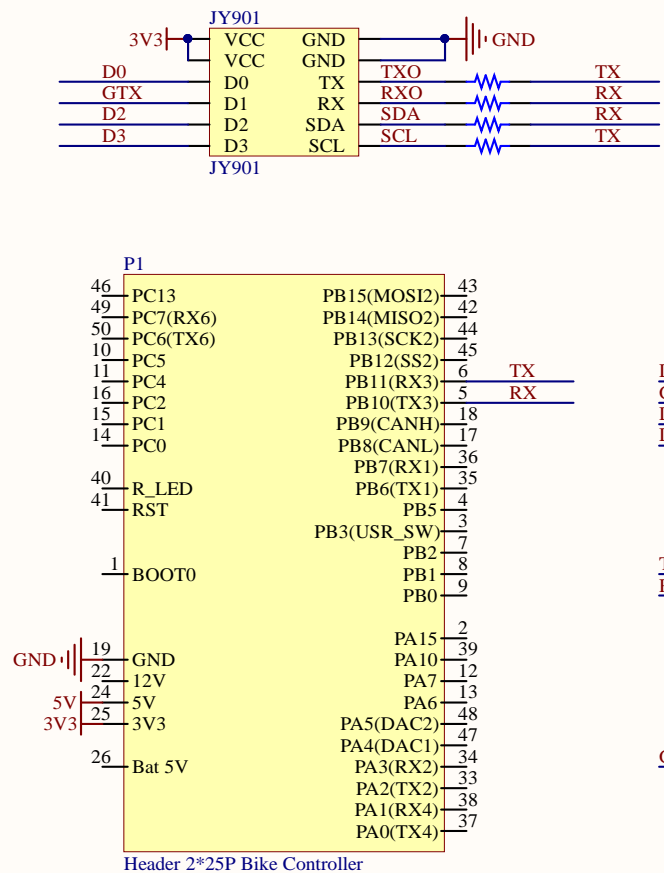 JY901
3V3 VCC GND GND
VCC GND
D0 D0 TX TXO TX
GTX D1 RX RXO RX
D2 D2 SDA SDA RX
D3 D3 SCL SCL TX
JY901
P1
46 PC13 PB15(MOSI2) 43
49 PC7(RX6) PB14(MISO2) 42
50 PC6(TX6) PB13(SCK2) 44
10 PC5 PB12(SS2) 45
11 PC4 PB11(RX3) 6 TX
16 PC2 PB10(TX3) 5 RX
15 PC1 PB9(CANH) 18
14 PC0 PB8(CANL) 17
PB7(RX1) 36
40 R_LED PB6(TX1) 35
41 RST PB5 4
PB3(USR_SW) 3
PB2 7
1 BOOT0 PB1 8
PB0 9
PA15 2
GND 19 GND PA10 39
22 12V PA7 12
5V 24 5V PA6 13
3V3 25 3V3 PA5(DAC2) 48
PA4(DAC1) 47
26 Bat 5V PA3(RX2) 34
PA2(TX2) 33
PA1(RX4) 38
PA0(TX4) 37
Header 2*25P Bike Controller